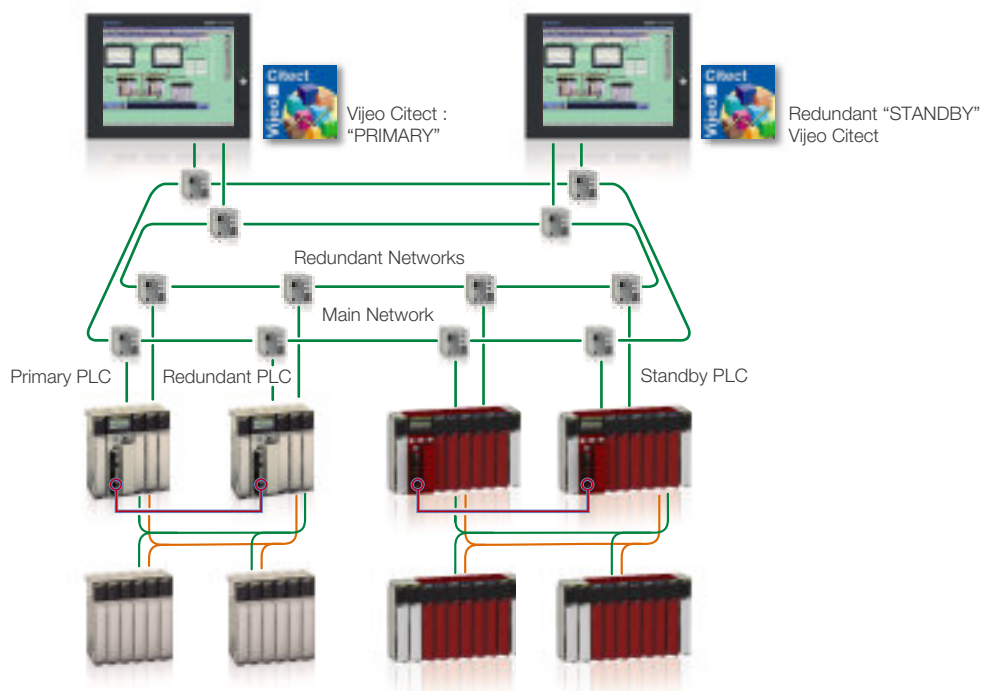 Citect
Vijeo
Vijeo Citect :
“PRIMARY”
Citect
Vijeo
Redundant “STANDBY”
Vijeo Citect
Redundant Networks
Main Network
Primary PLC
Redundant PLC
Standby PLC